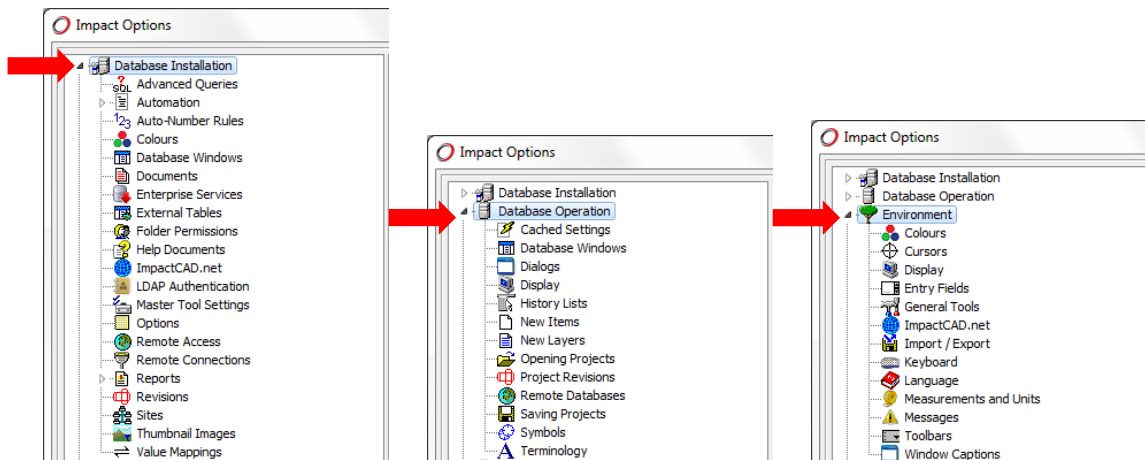 Impact Options
Database Installation
SQL
Advanced Queries
Automation
123
Auto-Number Rules
Colours
Database Windows
Documents
Enterprise Services
External Tables
Folder Permissions
Help Documents
ImpactCAD.net
LDAP Authentication
Master Tool Settings
Options
Remote Access
Remote Connections
Reports
Revisions
Sites
Thumbnail Images
Value Mappings
Impact Options
Database Installation
Database Operation
Cached Settings
Database Windows
Dialogs
Display
History Lists
New Items
New Layers
Opening Projects
Project Revisions
Remote Databases
Saving Projects
Symbols
A Terminology
Impact Options
Database Installation
Database Operation
Environment
Colours
Cursors
Display
Entry Fields
General Tools
ImpactCAD.net
Import / Export
Keyboard
Language
Measurements and Units
Messages
Toolbars
Window Captions